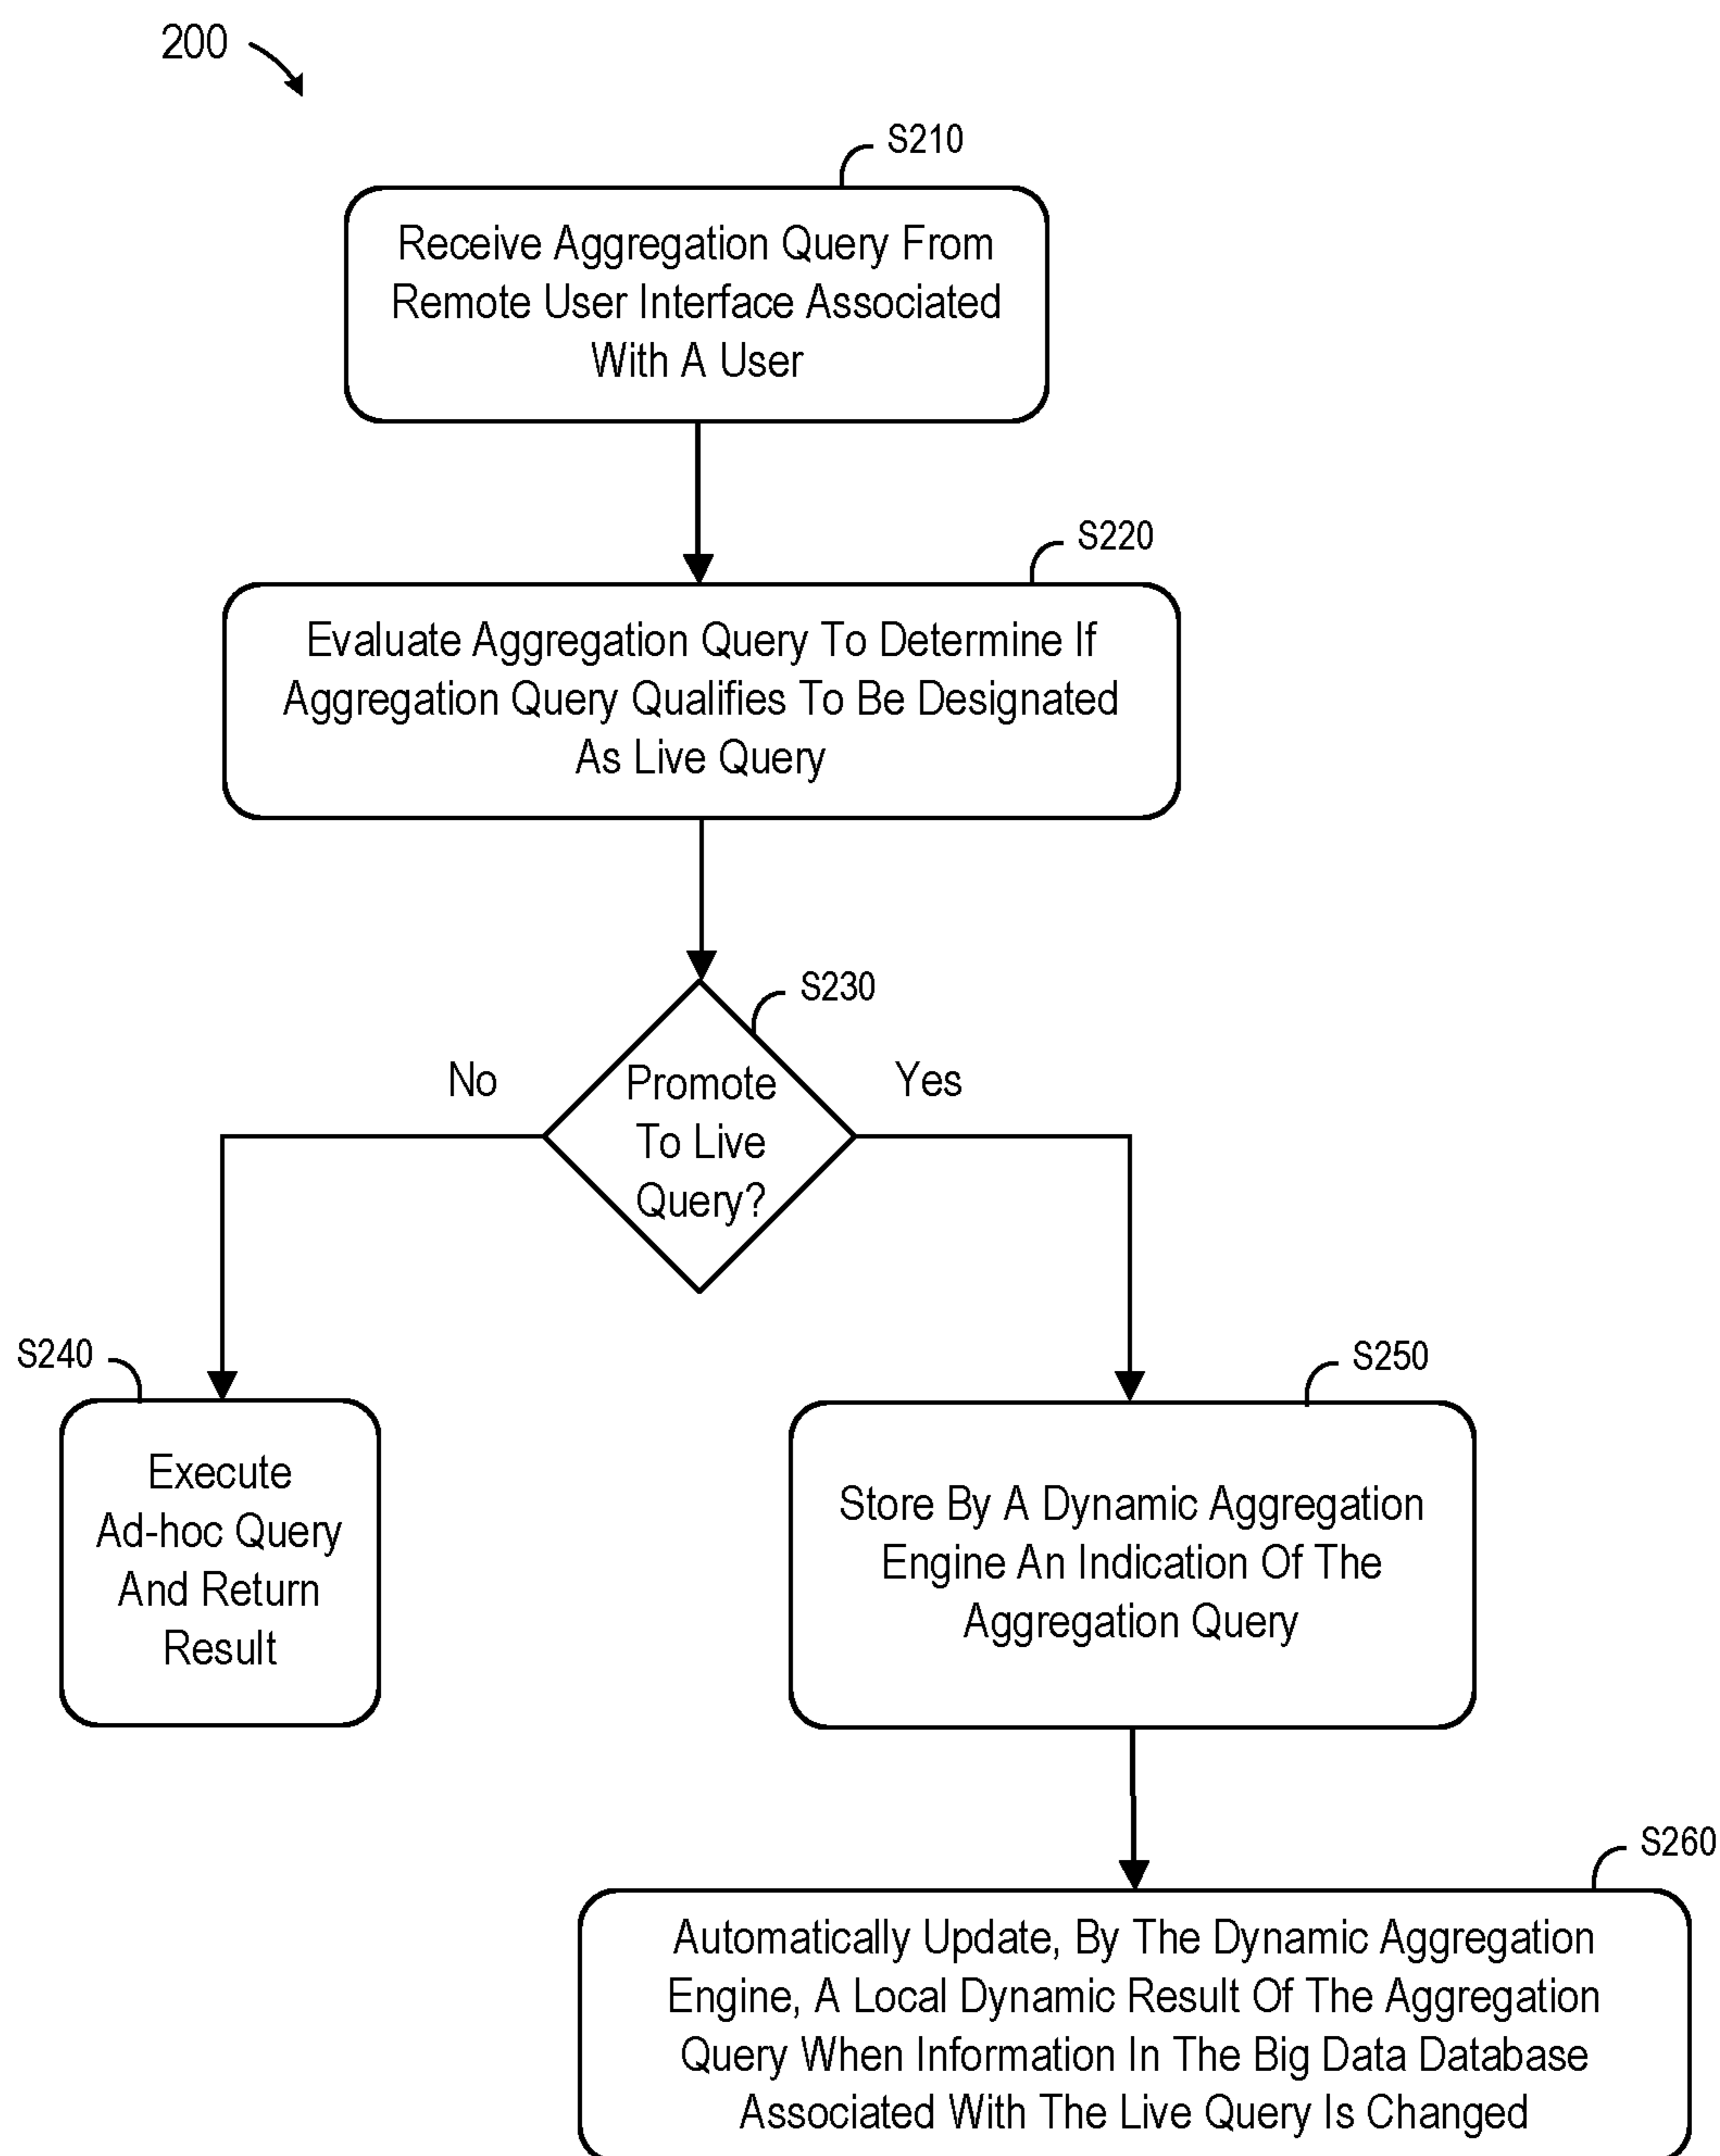 200
S210
Receive Aggregation Query From
Remote User Interface Associated
With A User
S220
Evaluate Aggregation Query To Determine If
Aggregation Query Qualifies To Be Designated
As Live Query
S230
No
Promote
To Live
Query?
Yes
S240
Execute
Ad-hoc Query
And Return
Result
S250
Store By A Dynamic Aggregation
Engine An Indication Of The
Aggregation Query
S260
Automatically Update, By The Dynamic Aggregation
Engine, A Local Dynamic Result Of The Aggregation
Query When Information In The Big Data Database
Associated With The Live Query Is Changed